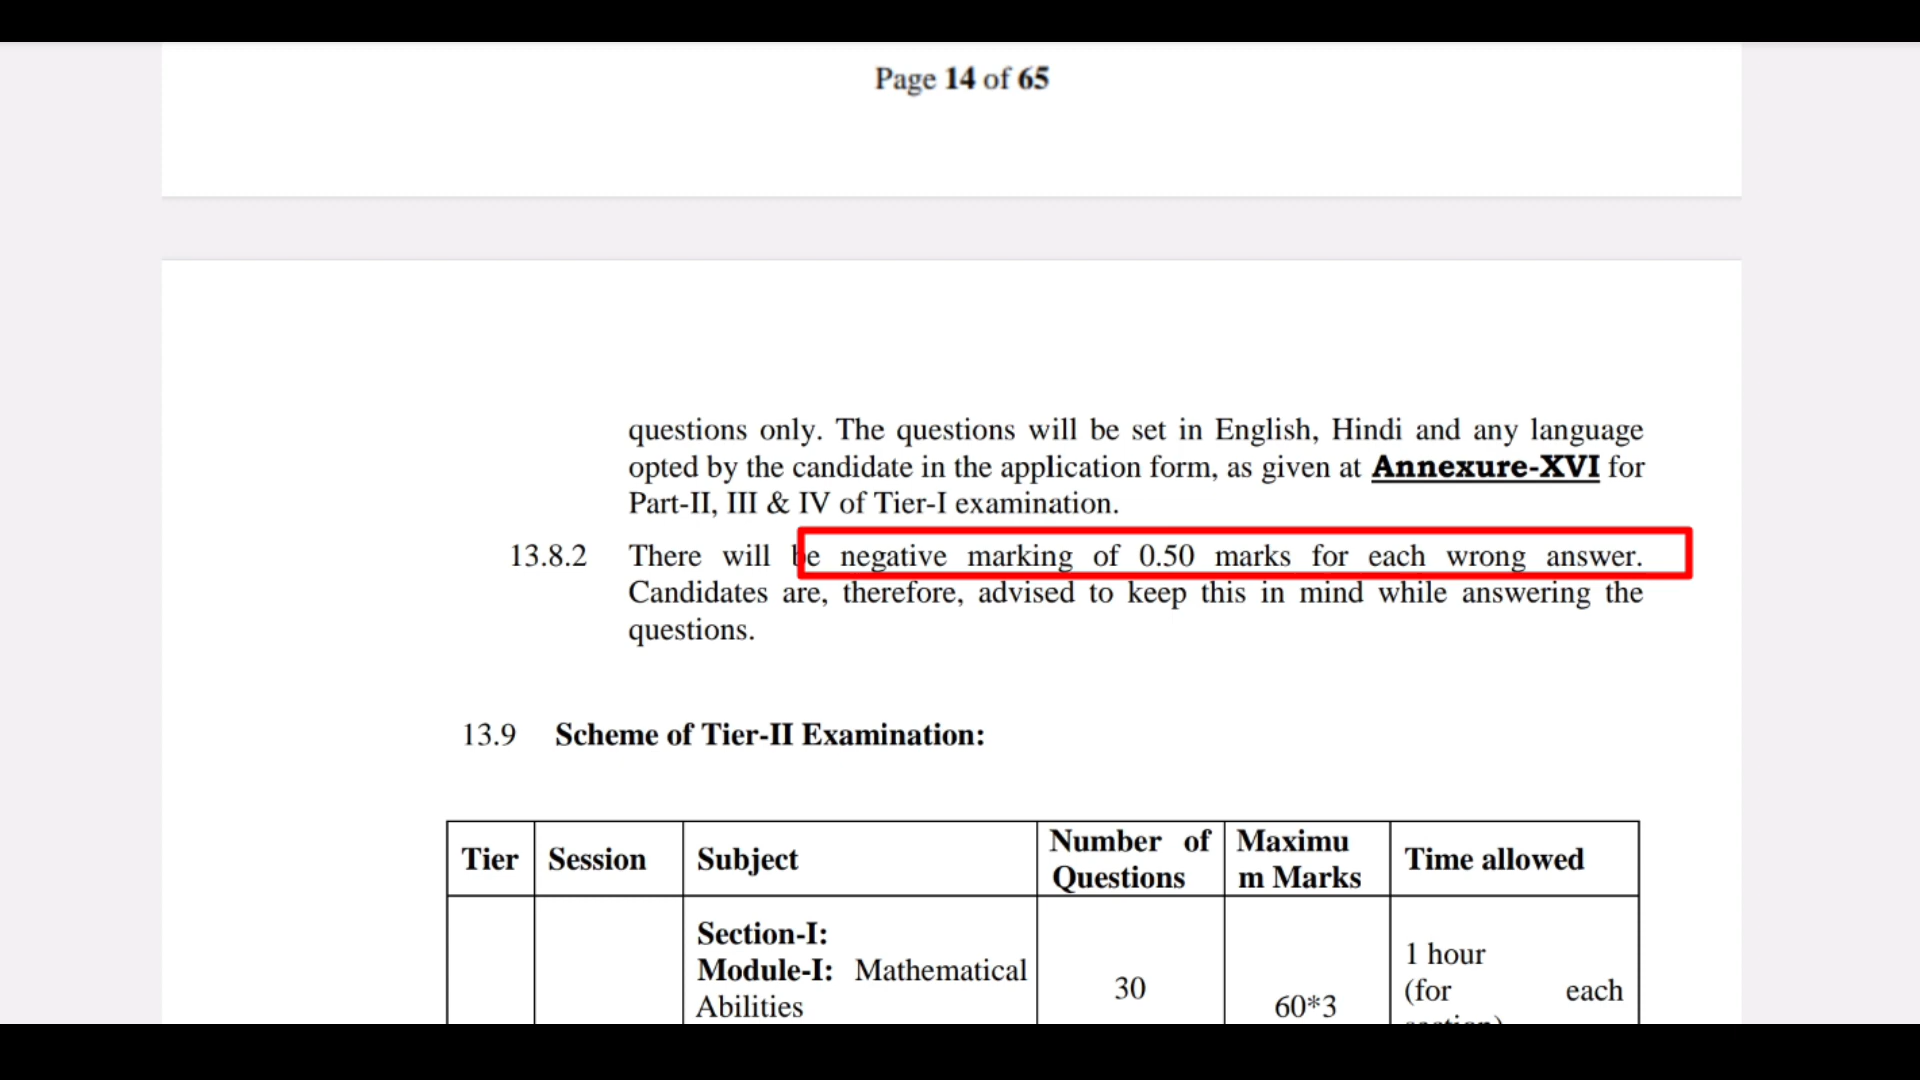 Page 14 of 65
questions only. The questions will be set in English, Hindi and any language
opted by the candidate in the application form, as given at Annexure-XVI for
Part-II, III & IV of Tier-I examination.
13.8.2 There will be negative marking of 0.50 marks for each wrong answer.
Candidates are, therefore, advised to keep this in mind while answering the
questions.
13.9 Scheme of Tier-II Examination:
Tier Session Subject Number of Questions Maximu m Marks Time allowed
Section-I:
Module-I: Mathematical
Abilities
30
60*3
1 hour
(for each
section)